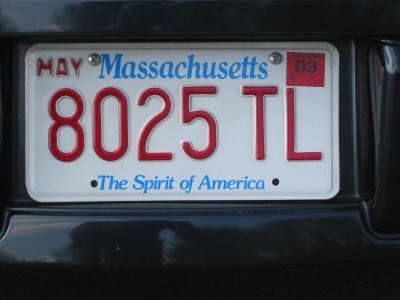 MAY Massachusetts 03
8025 TL
The Spirit of America